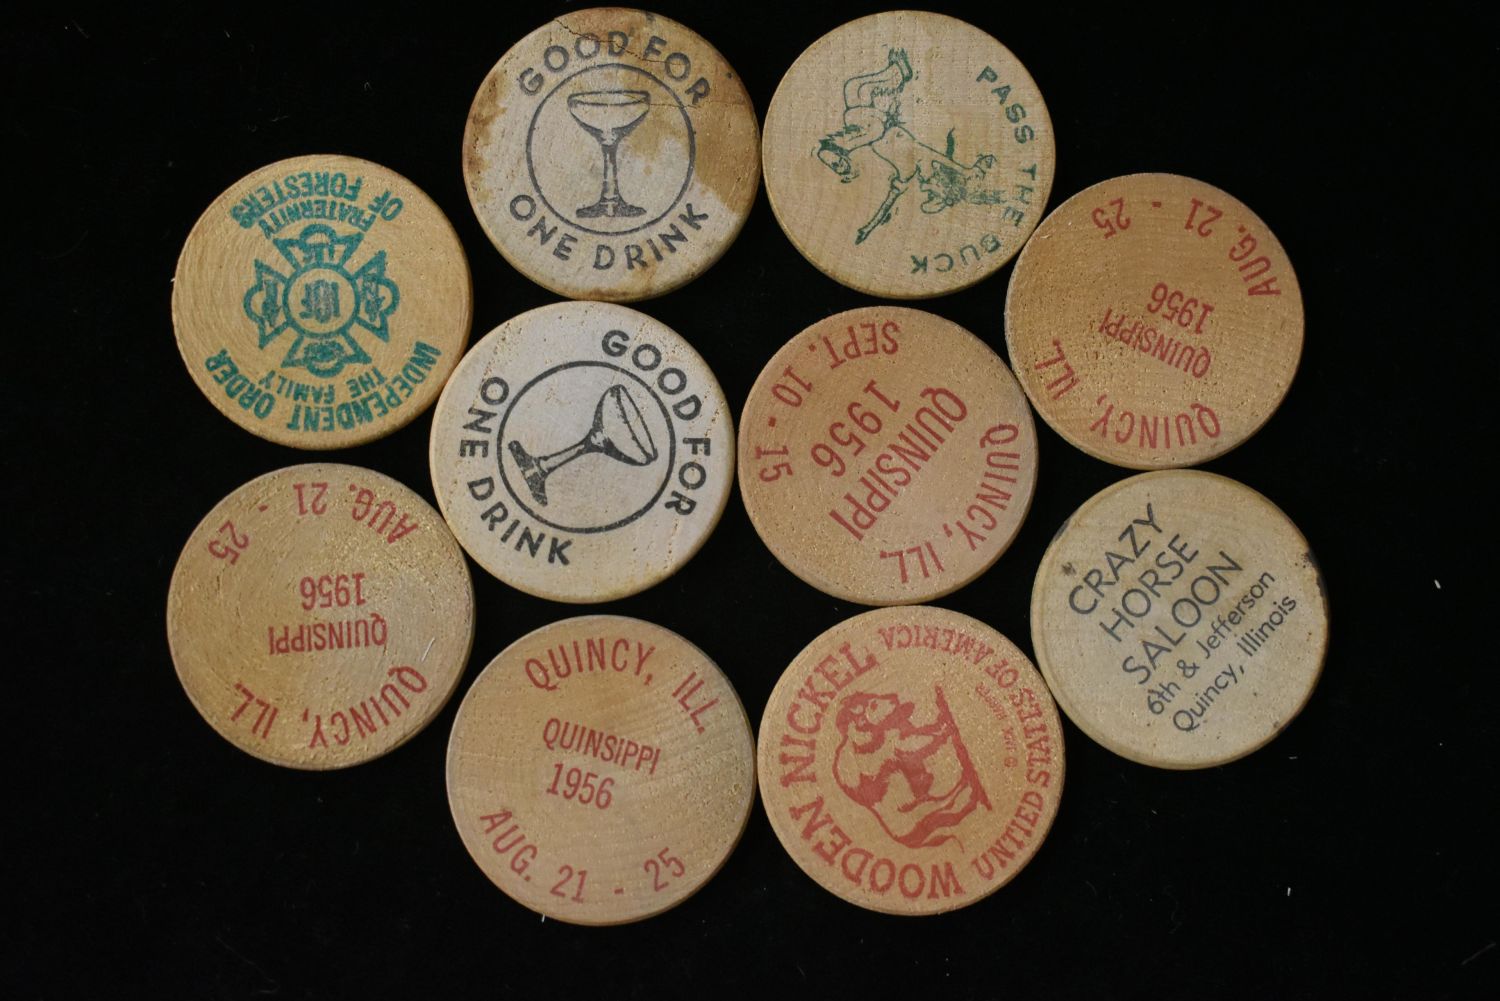 GOOD FOR
ONE DRINK
PASS THE BUCK
FRATERNITY
OF FORESTERS
IOF
INDEPENDENT ORDER
THE FAMILY
AUG. 21 - 25
1956
QUINSIPPI
QUINCY, ILL.
GOOD FOR
ONE DRINK
SEPT. 10 - 15
1956
QUINSIPPI
QUINCY, ILL.
AUG. 21 - 25
1956
QUINSIPPI
QUINCY, ILL.
CRAZY
HORSE
SALOON
6th & Jefferson
Quincy, Illinois
QUINCY, ILL.
QUINSIPPI
1956
AUG. 21 - 25
WOODEN NICKEL
UNTIED STATES OF AMERICA